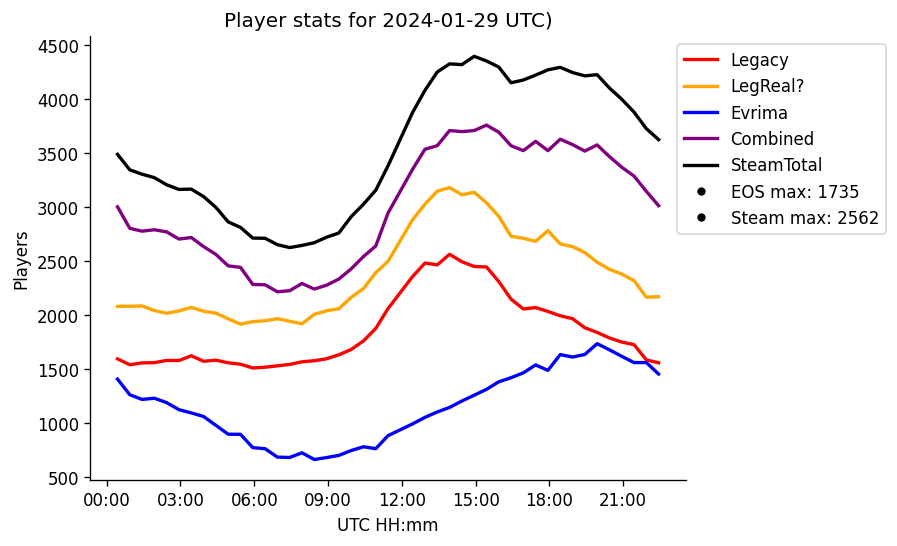 Player stats for 2024-01-29 UTC)
4500
4000
3500
3000
2500
2000
1500
1000
500
Players
00:00 03:00 06:00 09:00 12:00 15:00 18:00 21:00
UTC HH:mm
Legacy
LegReal?
Evrima
Combined
SteamTotal
EOS max: 1735
Steam max: 2562